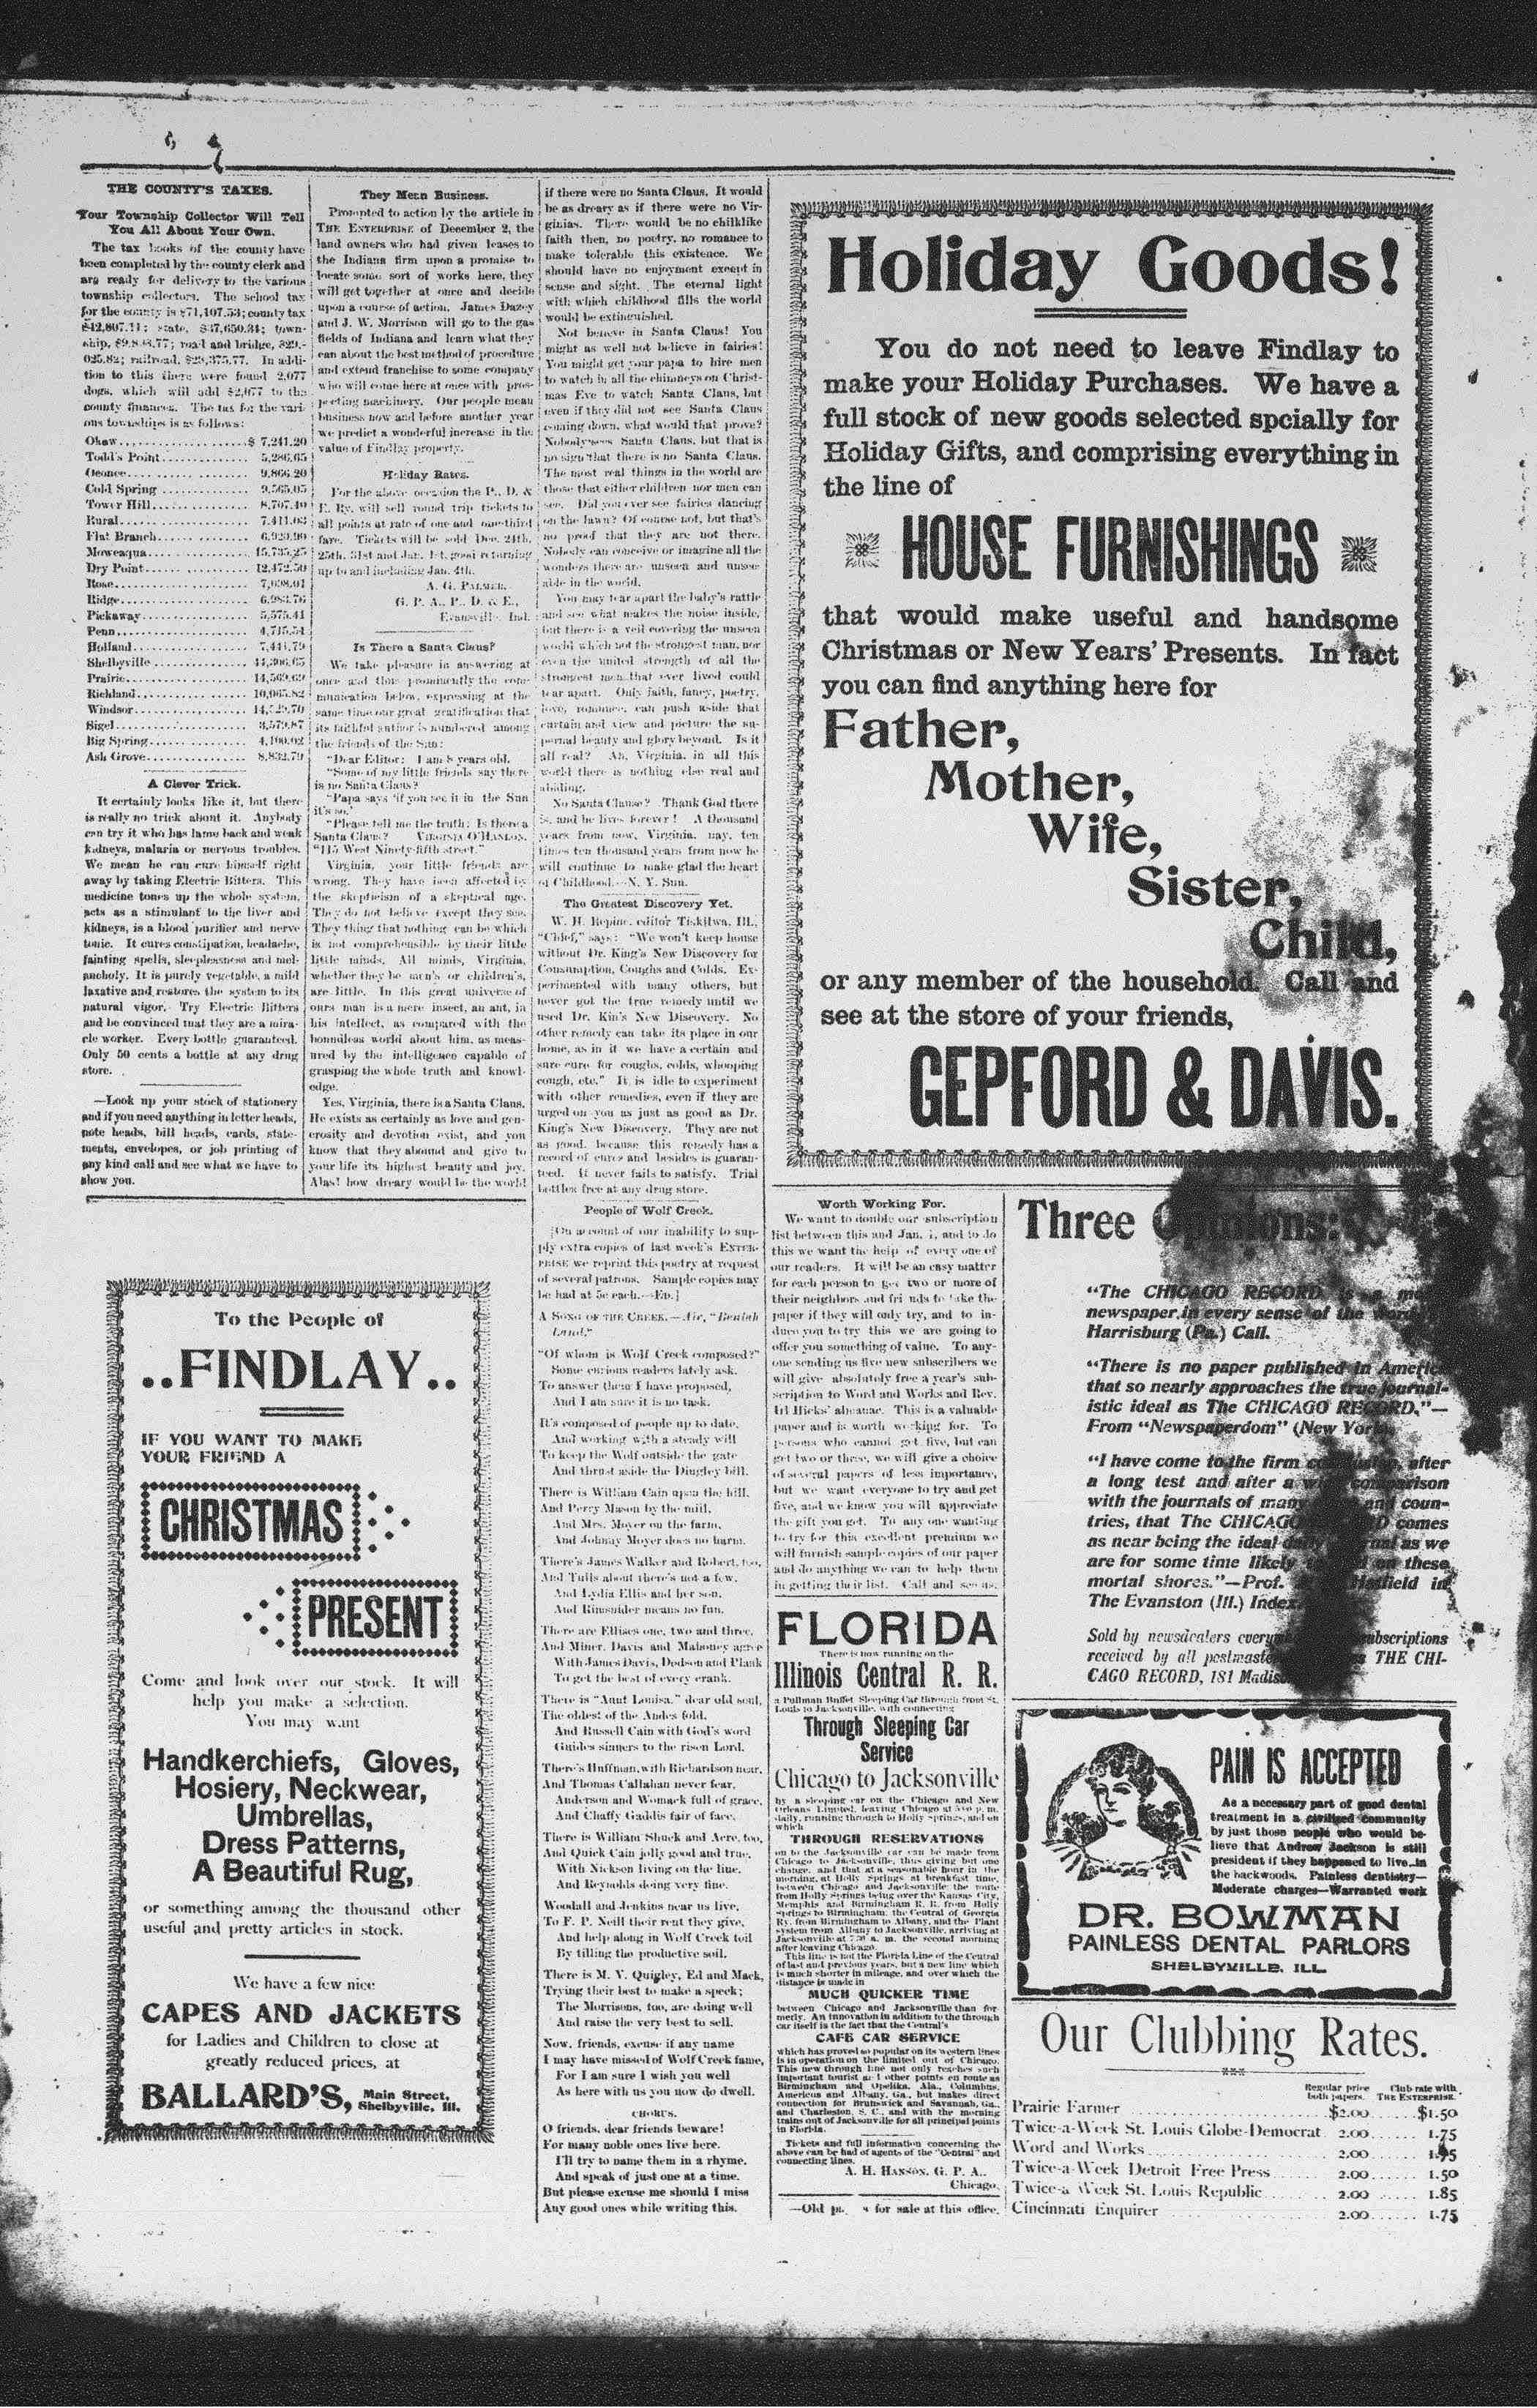 THE COUNTY'S TAXES.
Your Township Collector Will Tell
You All About Your Own.
The tax books of the county have
been completed by the county clerk and
are ready for delivery to the various
township collectors. The school tax
for the county is $71,107.53; county tax
$42,807.11; state, $47,650.34; town-
ship, $9,8 .77; road and bridge, $29,-
025.82; railroad, $29,375.77. In addi-
tion to this there were found 2,077
dogs, which will add $2,077 to the
county finances. The tax for the vari-
ous townships is as follows:
Okaw..................$ 7,241.20
Todd's Point............. 5,286.65
Oconee.................. 9,866.20
Cold Spring ............. 9,565.05
Tower Hill............... 8,707.40
Rural.................... 7,411.03
Flat Branch.............. 6,929.90
Moweaqua............... 15,735.25
Dry Point................ 12,472.50
Rose..................... 7,698.01
Ridge.................... 6,983.76
Pickaway................ 5,575.41
Penn..................... 4,715.54
Holland.................. 7,441.79
Shelbyville .............. 44,306.65
Prairie................... 14,569.69
Richland................. 10,065.82
Windsor................. 14,529.70
Sigel..................... 3,579.87
Big Spring............... 4,100.02
Ash Grove............... 8,832.79
A Clever Trick.
It certainly looks like it, but there
is really no trick about it. Anybody
can try it who has lame back and weak
kidneys, malaria or nervous troubles.
We mean he can cure himself right
away by taking Electric Bitters. This
medicine tones up the whole system,
acts as a stimulant to the liver and
kidneys, is a blood purifier and nerve
tonic. It cures constipation, headache,
fainting spells, sleeplessness and mel-
ancholy. It is purely vegetable, a mild
laxative and restores the system to its
natural vigor. Try Electric Bitters
and be convinced that they are a mira-
cle worker. Every bottle guaranteed.
Only 50 cents a bottle at any drug
store.
—Look up your stock of stationery
and if you need anything in letter heads,
note heads, bill heads, cards, state-
ments, envelopes, or job printing of
any kind call and see what we have to
show you.
To the People of
..FINDLAY..
IF YOU WANT TO MAKE
YOUR FRIEND A
CHRISTMAS
PRESENT
Come and look over our stock. It will
help you make a selection.
You may want
Handkerchiefs, Gloves,
Hosiery, Neckwear,
Umbrellas,
Dress Patterns,
A Beautiful Rug,
or something among the thousand other
useful and pretty articles in stock.
We have a few nice
CAPES AND JACKETS
for Ladies and Children to close at
greatly reduced prices, at
BALLARD'S, Main Street, Shelbyville, Ill.
They Mean Business.
Prompted to action by the article in
THE ENTERPRISE of December 2, the
land owners who had given leases to
the Indiana firm upon a promise to
locate some sort of works here, they
will get together at once and decide
upon a course of action. James Dazey
and J. W. Morrison will go to the gas
fields of Indiana and learn what they
can about the best method of procedure
and extend franchise to some company
who will come here at once with pros-
pecting machinery. Our people mean
business now and before another year
we predict a wonderful increase in the
value of Findlay property.
Holiday Rates.
For the above occasion the P., D. &
E. Ry. will sell round trip tickets to
all points at rate of one and one-third
fare. Tickets will be sold Dec. 24th,
25th, 31st and Jan. 1st, good returning
up to and including Jan. 4th.
A. G. PALMER,
G. P. A., P., D. & E.,
Evansville, Ind.
Is There a Santa Claus?
We take pleasure in answering at
once and thus prominently the com-
munication below, expressing at the
same time our great gratification that
its faithful author is numbered among
the friends of the Sun:
"Dear Editor: I am 8 years old.
"Some of my little friends say there
is no Santa Claus?
"Papa says 'if you see it in the Sun
it's so.'
"Please tell me the truth: Is there a
Santa Claus? VIRGINIA O'HANLON.
"115 West Ninety-fifth street."
Virginia, your little friends are
wrong. They have been affected by
the skepticism of a skeptical age.
They do not believe except they see.
They thing that nothing can be which
is not comprehensible by their little
little minds. All minds, Virginia,
whether they be men's or children's,
are little. In this great universe of
ours man is a mere insect, an ant, in
his intellect, as compared with the
boundless world about him, as meas-
ured by the intelligence capable of
grasping the whole truth and knowl-
edge.
Yes, Virginia, there is a Santa Claus.
He exists as certainly as love and gen-
erosity and devotion exist, and you
know that they abound and give to
your life its highest beauty and joy.
Alas! how dreary would be the world
if there were no Santa Claus. It would
be as dreary as if there were no Vir-
ginias. There would be no chilklike
faith then, no poetry, no romance to
make tolerable this existence. We
should have no enjoyment except in
sense and sight. The eternal light
with which childhood fills the world
would be extinguished.
Not believe in Santa Claus! You
might as well not believe in fairies!
You might get your papa to hire men
to watch in all the chimneys on Christ-
mas Eve to watch Santa Claus, but
even if they did not see Santa Claus
coming down, what would that prove?
Nobody sees Santa Claus, but that is
no sign that there is no Santa Claus.
The most real things in the world are
those that either children nor men can
see. Did you ever see fairies dancing
on the lawn? Of course not, but that's
no proof that they are not there.
Nobody can conceive or imagine all the
wonders there are unseen and unsee-
able in the world.
You may tear apart the baby's rattle
and see what makes the noise inside,
but there is a veil covering the unseen
world which not the strongest man, nor
even the united strength of all the
strongest men that ever lived could
tear apart. Only faith, fancy, poetry,
love, romance, can push aside that
curtain and view and picture the su-
pernal beauty and glory beyond. Is it
all real? Ah, Virginia, in all this
world there is nothing else real and
abiding.
No Santa Clause? Thank God there
is, and he lives forever! A thousand
years from now, Virginia, nay, ten
times ten thousand years from now he
will continue to make glad the heart
of Childhood.—N. Y. Sun.
The Greatest Discovery Yet.
W. H. Repine, editor Tiskilwa, Ill.,
"Chief," says: "We won't keep house
without Dr. King's New Discovery for
Consumption, Coughs and Colds. Ex-
perimented with many others, but
never got the true remedy until we
used Dr. Kin's New Discovery. No
other remedy can take its place in our
home, as in it we have a certain and
sure cure for coughs, colds, whooping
cough, etc." It is idle to experiment
with other remedies, even if they are
urged on you as just as good as Dr.
King's New Discovery. They are not
as good, because this remedy has a
record of cures and besides is guaran-
teed. It never fails to satisfy. Trial
bottles free at any drug store.
People of Wolf Creek.
[On account of our inability to sup-
ply extra copies of last week's ENTER-
PRISE we reprint this poetry at request
of several patrons. Sample copies may
be had at 5c each.—ED.]
A SONG OF THE CREEK.—Air, "Beulah
Land."
"Of whom is Wolf Creek composed?"
Some curious readers lately ask.
To answer them I have proposed,
And I am sure it is no task.
It's composed of people up to date,
And working with a steady will
To keep the Wolf outside the gate
And thrust aside the Dingley bill.
There is William Cain upon the hill,
And Perry Mason by the mill,
And Mrs. Moyer on the farm,
And Johnny Moyer does no harm.
There's James Walker and Robert, too,
And Tulls about there's not a few,
And Lydia Ellis and her son,
And Rinsnider means no fun.
There are Ellises one, two and three,
And Miner, Davis and Mahoney agree
With James Davis, Dodson and Plank
To get the best of every crank.
There is "Aunt Louisa," dear old soul,
The oldest of the Andes fold,
And Russell Cain with God's word
Guides sinners to the risen Lord.
There's Huffman, with Richardson near,
And Thomas Callahan never fear,
Anderson and Womack full of grace,
And Chaffy Gaddis fair of face.
There is William Shuck and Acre, too,
And Quick Cain jolly good and true,
With Nickson living on the line,
And Reynolds doing very fine.
Woodall and Jenkins near us live,
To F. P. Neill their rent they give,
And help along in Wolf Creek toil
By tilling the productive soil.
There is M. V. Quigley, Ed and Mack,
Trying their best to make a speck;
The Morrisons, too, are doing well
And raise the very best to sell.
Now, friends, excuse if any name
I may have missed of Wolf Creek fame,
For I am sure I wish you well
As here with us you now do dwell.
CHORUS.
O friends, dear friends beware!
For many noble ones live here.
I'll try to name them in a rhyme,
And speak of just one at a time.
But please excuse me should I miss
Any good ones while writing this.
Holiday Goods!
You do not need to leave Findlay to
make your Holiday Purchases. We have a
full stock of new goods selected spcially for
Holiday Gifts, and comprising everything in
the line of
HOUSE FURNISHINGS
that would make useful and handsome
Christmas or New Years' Presents. In fact
you can find anything here for
Father,
Mother,
Wife,
Sister,
Child,
or any member of the household. Call and
see at the store of your friends,
GEPFORD & DAVIS.
Worth Working For.
We want to double our subscription
list between this and Jan. 1, and to do
this we want the help of every one of
our readers. It will be an easy matter
for each person to get two or more of
their neighbors and fri nds to take the
paper if they will only try, and to in-
duce you to try this we are going to
offer you something of value. To any-
one sending us five new subscribers we
will give absolutely free a year's sub-
scription to Word and Works and Rev.
Irl Hicks' almanac. This is a valuable
paper and is worth working for. To
persons who cannot get five, but can
get two or three, we will give a choice
of several papers of less importance,
but we want everyone to try and get
five, and we know you will appreciate
the gift you get. To any one wanting
to try for this excellent premium we
will furnish sample copies of our paper
and do anything we can to help them
in getting their list. Call and see us.
FLORIDA
There is now running on the
Illinois Central R. R.
a Pullman Buffet Sleeping Car through from St.
Louis to Jacksonville, with connecting
Through Sleeping Car
Service
Chicago to Jacksonville
by a sleeping car on the Chicago and New
Orleans Limited, leaving Chicago at p. m.
daily, running through to Holly Springs, and on
which
THROUGH RESERVATIONS
on to the Jacksonville car can be made from
Chicago to Jacksonville, thus giving but one
change, and that at a seasonable hour in the
morning, at Holly Springs at breakfast time,
between Chicago and Jacksonville; the route
from Holly Springs being over the Kansas City,
Memphis and Birmingham R. R. from Holly
Springs to Birmingham, the Central of Georgia
Ry. from Birmingham to Albany, and the Plant
system from Albany to Jacksonville, arriving at
Jacksonville at a. m. the second morning
after leaving Chicago.
This line is not the Florida Line of the Central
of last and previous years, but a new line which
is much shorter in mileage, and over which the
distance is made in
MUCH QUICKER TIME
between Chicago and Jacksonville than for-
merly. An innovation in addition to the through
car itself is the fact that the Central's
CAFE CAR SERVICE
which has proved so popular on its western lines
is in operation on the limited out of Chicago.
This new through line not only reaches such
important tourist and other points en route as
Birmingham and Opelika, Ala., Columbus,
Americus and Albany, Ga., but makes direct
connection for Brunswick and Savannah, Ga.,
and Charleston, S. C., and with the morning
trains out of Jacksonville for all principal points
in Florida.
Tickets and full information concerning the
above can be had of agents of the "Central" and
connecting lines.
A. H. HANSON, G. P. A.,
Chicago.
—Old p s for sale at this office.
Three Opinions:
"The CHICAGO RECORD is a
newspaper in every sense of the word."
Harrisburg (Pa.) Call.
"There is no paper published in America
that so nearly approaches the true journal-
istic ideal as The CHICAGO RECORD."—
From "Newspaperdom" (New York).
"I have come to the firm conclusion, after
a long test and after a wide comparison
with the journals of many and coun-
tries, that The CHICAGO RECORD comes
as near being the ideal daily journal as we
are for some time likely to on these
mortal shores."—Prof. Hatfield in
The Evanston (Ill.) Index.
Sold by newsdealers every subscriptions
received by all postmasters. THE CHI-
CAGO RECORD, 181 Madison
PAIN IS ACCEPTED
As a necessary part of good dental
treatment in a civilized community
by just those people who would be-
lieve that Andrew Jackson is still
president if they happened to live in
the backwoods. Painless dentistry—
Moderate charges—Warranted work
DR. BOWMAN
PAINLESS DENTAL PARLORS
SHELBYVILLE, ILL.
Our Clubbing Rates.
Regular price both papers. Club rate with THE ENTERPRISE.
Prairie Farmer $2.00 $1.50
Twice-a-Week St. Louis Globe-Democrat 2.00 1.75
Word and Works 2.00
Twice-a-Week Detroit Free Press 2.00 1.50
Twice-a Week St. Louis Republic 2.00 1.85
Cincinnati Enquirer 2.00 1.75